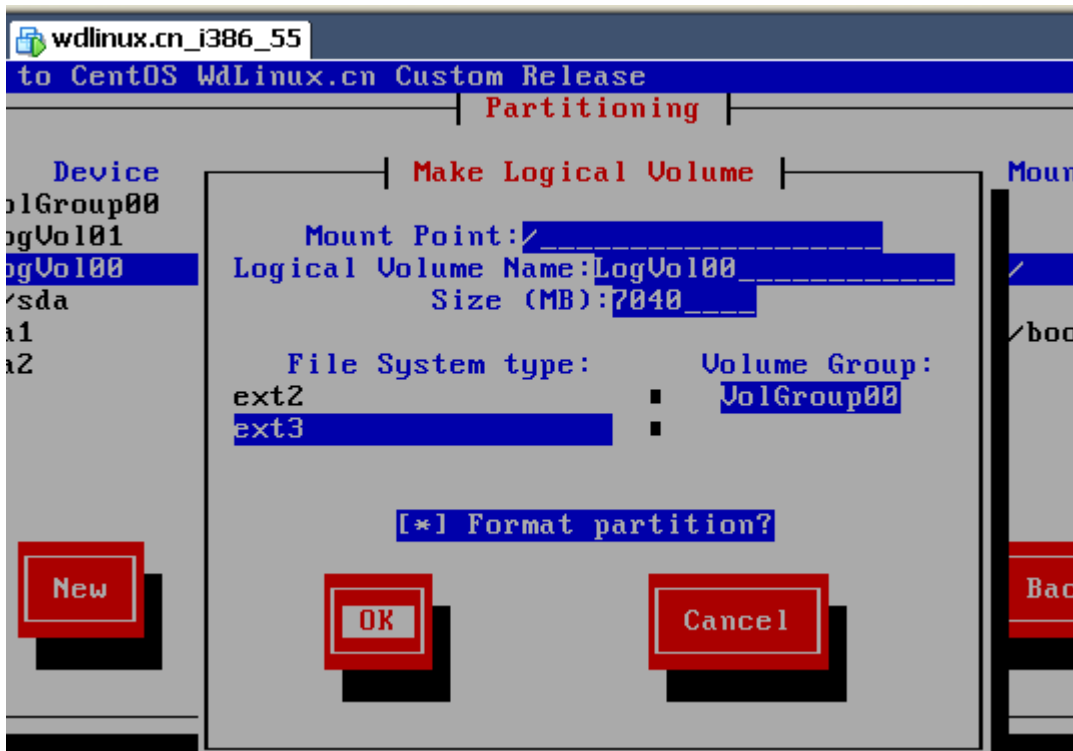 wdlinux.cn_i386_55
to CentOS WdLinux.cn Custom Release
Partitioning
Device
Make Logical Volume
Moun
olGroup00
ogVol01
Mount Point:/
ogVol00
Logical Volume Name:LogVol00
/
/sda
Size (MB):7040
a1
/boo
a2
File System type:
Volume Group:
ext2
VolGroup00
ext3
[*] Format partition?
New
OK
Cancel
Bac